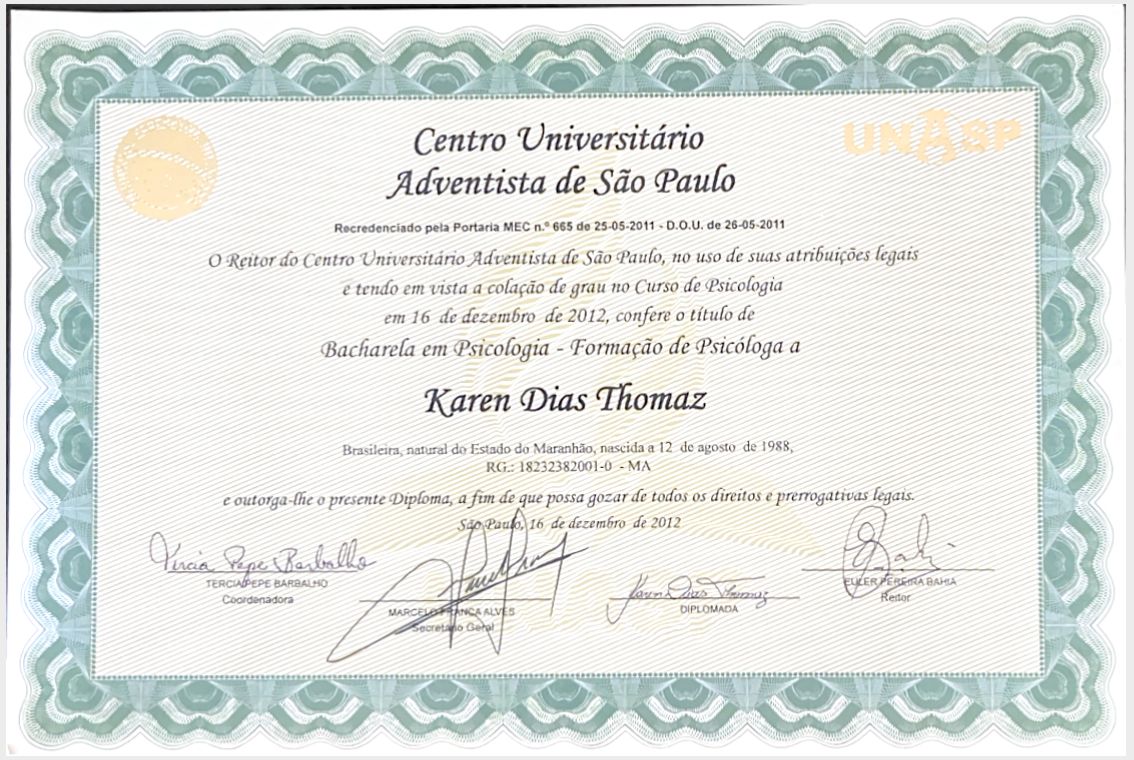 UNASP
Centro Universitário
Adventista de São Paulo
Recredenciado pela Portaria MEC n.º 665 de 25-05-2011 - D.O.U. de 26-05-2011
O Reitor do Centro Universitário Adventista de São Paulo, no uso de suas atribuições legais
e tendo em vista a colação de grau no Curso de Psicologia
em 16 de dezembro de 2012, confere o título de
Bacharela em Psicologia - Formação de Psicóloga a
Karen Dias Thomaz
Brasileira, natural do Estado do Maranhão, nascida a 12 de agosto de 1988,
RG.: 18232382001-0 - MA
e outorga-lhe o presente Diploma, a fim de que possa gozar de todos os direitos e prerrogativas legais.
São Paulo, 16 de dezembro de 2012
Tercia Pepe Barbalho
TERCIA PEPE BARBALHO
Coordenadora
MARCELO FRANCA ALVES
Secretário Geral
Karen Dias Thomaz
DIPLOMADA
EULER PEREIRA BAHIA
Reitor